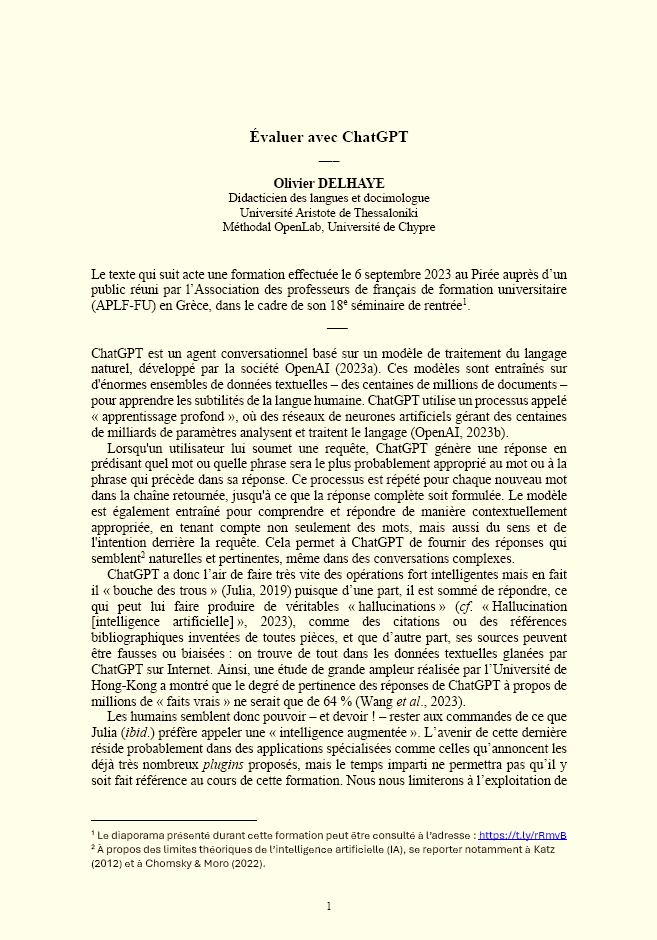 Évaluer avec ChatGPT
Olivier DELHAYE
Didacticien des langues et docimologue
Université Aristote de Thessaloniki
Méthodal OpenLab, Université de Chypre
Le texte qui suit acte une formation effectuée le 6 septembre 2023 au Pirée auprès d’un
public réuni par l’Association des professeurs de français de formation universitaire
(APLF-FU) en Grèce, dans le cadre de son 18e séminaire de rentrée1.
ChatGPT est un agent conversationnel basé sur un modèle de traitement du langage
naturel, développé par la société OpenAI (2023a). Ces modèles sont entraînés sur
d'énormes ensembles de données textuelles – des centaines de millions de documents –
pour apprendre les subtilités de la langue humaine. ChatGPT utilise un processus appelé
« apprentissage profond », où des réseaux de neurones artificiels gérant des centaines
de milliards de paramètres analysent et traitent le langage (OpenAI, 2023b).
Lorsqu'un utilisateur lui soumet une requête, ChatGPT génère une réponse en
prédisant quel mot ou quelle phrase sera le plus probablement approprié au mot ou à la
phrase qui précède dans sa réponse. Ce processus est répété pour chaque nouveau mot
dans la chaîne retournée, jusqu'à ce que la réponse complète soit formulée. Le modèle
est également entraîné pour comprendre et répondre de manière contextuellement
appropriée, en tenant compte non seulement des mots, mais aussi du sens et de
l'intention derrière la requête. Cela permet à ChatGPT de fournir des réponses qui
semblent2 naturelles et pertinentes, même dans des conversations complexes.
ChatGPT a donc l’air de faire très vite des opérations fort intelligentes mais en fait
il « bouche des trous » (Julia, 2019) puisque d’une part, il est sommé de répondre, ce
qui peut lui faire produire de véritables « hallucinations » (cf. « Hallucination
[intelligence artificielle] », 2023), comme des citations ou des références
bibliographiques inventées de toutes pièces, et que d’autre part, ses sources peuvent
être fausses ou biaisées : on trouve de tout dans les données textuelles glanées par
ChatGPT sur Internet. Ainsi, une étude de grande ampleur réalisée par l’Université de
Hong-Kong a montré que le degré de pertinence des réponses de ChatGPT à propos de
millions de « faits vrais » ne serait que de 64 % (Wang et al., 2023).
Les humains semblent donc pouvoir – et devoir ! – rester aux commandes de ce que
Julia (ibid.) préfère appeler une « intelligence augmentée ». L’avenir de cette dernière
réside probablement dans des applications spécialisées comme celles qu’annoncent les
déjà très nombreux plugins proposés, mais le temps imparti ne permettra pas qu’il y
soit fait référence au cours de cette formation. Nous nous limiterons à l’exploitation de
1 Le diaporama présenté durant cette formation peut être consulté à l’adresse : https://t.ly/rRmvB
2 À propos des limites théoriques de l’intelligence artificielle (IA), se reporter notamment à Katz
(2012) et à Chomsky & Moro (2022).
1